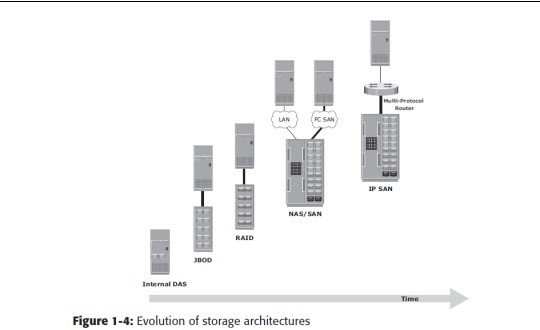 Multi-Protocol
Router
LAN
FC SAN
IP SAN
NAS/SAN
RAID
JBOD
Internal DAS
Time
Figure 1-4: Evolution of storage architectures